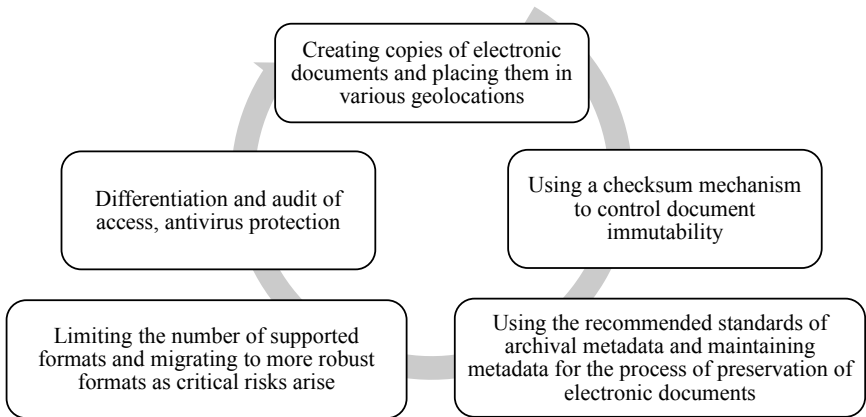 Creating copies of electronic
documents and placing them in
various geolocations
Using a checksum mechanism
to control document
immutability
Using the recommended standards of
archival metadata and maintaining
metadata for the process of preservation of
electronic documents
Limiting the number of supported
formats and migrating to more robust
formats as critical risks arise
Differentiation and audit of
access, antivirus protection